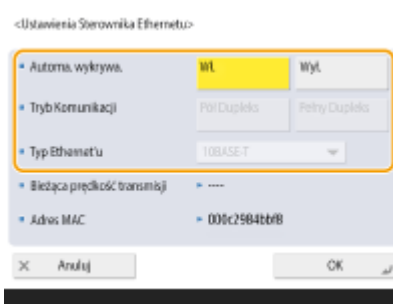 <Ustawienia Sterownika Ethernetu>
Automa. wykrywa. Wł. Wył.
Tryb Komunikacji Pół Dupleks Pełny Dupleks
Typ Ethernet'u 10BASE-T
Bieżąca prędkość transmisji ----
Adres MAC 000c2984bbf8
Anuluj OK